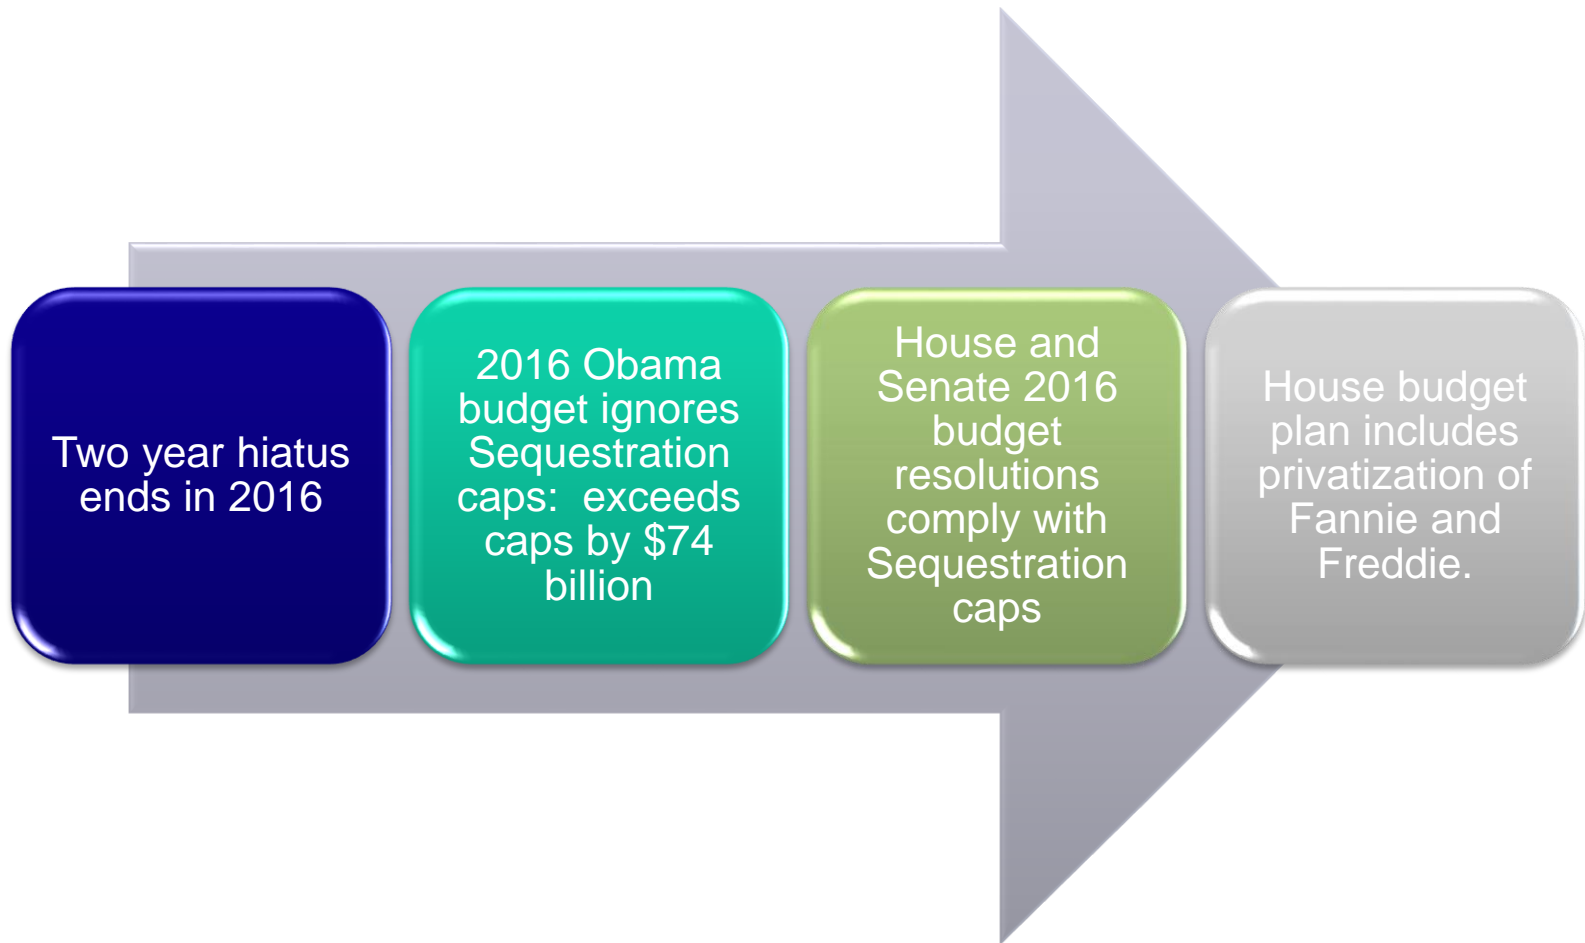 Two year hiatus
ends in 2016
2016 Obama
budget ignores
Sequestration
caps:  exceeds
caps by $74
billion
House and
Senate 2016
budget
resolutions
comply with
Sequestration
caps
House budget
plan includes
privatization of
Fannie and
Freddie.